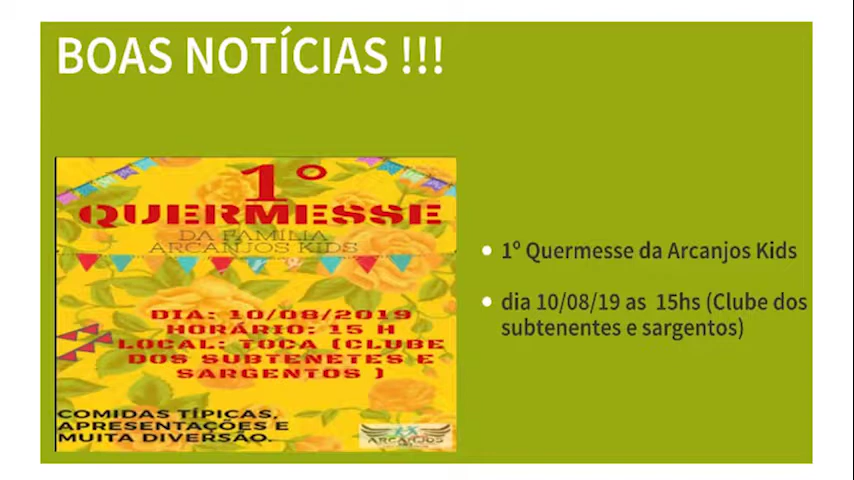 BOAS NOTÍCIAS !!!
1º
QUERMESSE
DA FAMILIA
ARCANJOS KIDS
DIA: 10/08/2019
HORÁRIO: 15 H
LOCAL: TOCA (CLUBE
DOS SUBTENETES E
SARGENTOS )
COMIDAS TÍPICAS,
APRESENTAÇÕES E
MUITA DIVERSÃO.
ARCANJOS
1º Quermesse da Arcanjos Kids
dia 10/08/19 as 15hs (Clube dos
subtenentes e sargentos)